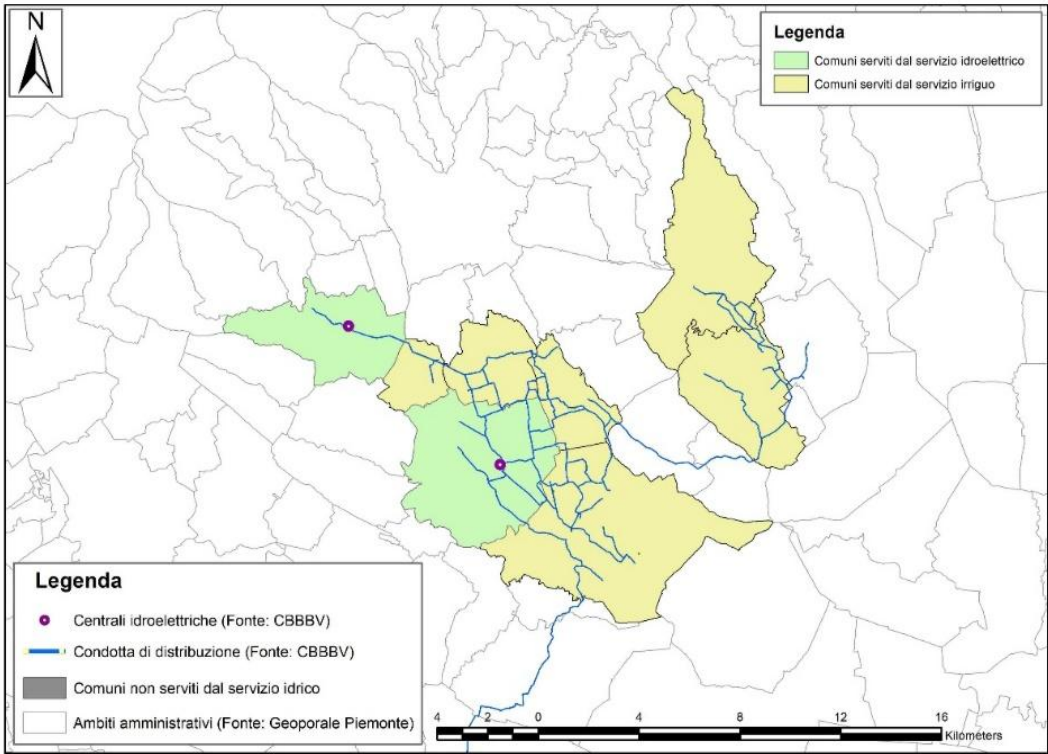 N
Legenda
Comuni serviti dal servizio idroelettrico
Comuni serviti dal servizio irriguo
Legenda
Centrali idroelettriche (Fonte: CBBBV)
Condotta di distribuzione (Fonte: CBBBV)
Comuni non serviti dal servizio idrico
Ambiti amministrativi (Fonte: Geoporale Piemonte)
4 2 0 4 8 12 16
Kilometers